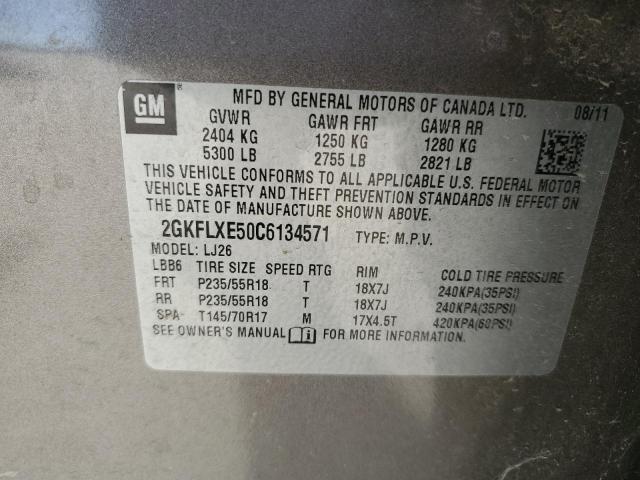 GM
MFD BY GENERAL MOTORS OF CANADA LTD. 08/11
GVWR GAWR FRT GAWR RR
2404 KG 1250 KG 1280 KG
5300 LB 2755 LB 2821 LB
THIS VEHICLE CONFORMS TO ALL APPLICABLE U.S. FEDERAL MOTOR
VEHICLE SAFETY AND THEFT PREVENTION STANDARDS IN EFFECT ON
THE DATE OF MANUFACTURE SHOWN ABOVE.
2GKFLXE50C6134571 TYPE: M.P.V.
MODEL: LJ26
LBB6 TIRE SIZE SPEED RTG RIM COLD TIRE PRESSURE
FRT P235/55R18 T 18X7J 240KPA(35PSI)
RR P235/55R18 T 18X7J 240KPA(35PSI)
SPA T145/70R17 M 17X4.5T 420KPA(60PSI)
SEE OWNER'S MANUAL FOR MORE INFORMATION.